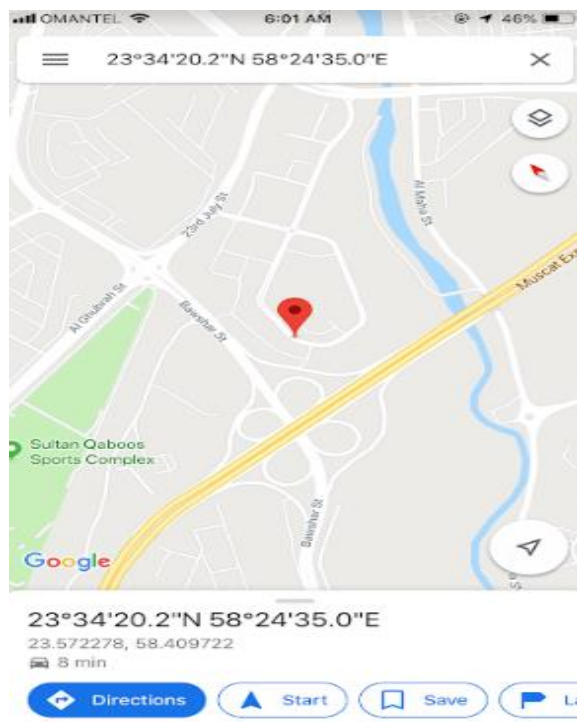 OMANTEL 6:01 AM 46%
23°34'20.2"N 58°24'35.0"E
23rd July St
Al Maha St
Muscat Exp
Al Ghubrah St
Bawshar St
Sultan Qaboos
Sports Complex
Bawshar St
Google
23°34'20.2"N 58°24'35.0"E
23.572278, 58.409722
8 min
Directions
Start
Save
La